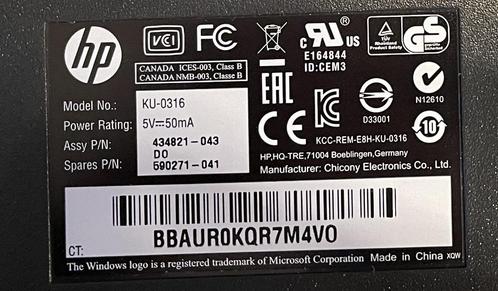 hp
VCI
FC
CANADA ICES-003, Class B
CANADA NMB-003, Class B
c RU us
E164844
ID:CEM3
TÜV
Rheinland
Product Safety
GS
Model No.: KU-0316
Power Rating: 5V⎓50mA
Assy P/N: 434821-043
D0
Spares P/N: 590271-041
EAC
CE
KC
D33001
N12610
10
KCC-REM-E8H-KU-0316
HP,HQ-TRE,71004 Boeblingen,Germany
Manufacturer: Chicony Electronics Co., Ltd.
CT: BBAUR0KQR7M4V0
The Windows logo is a registered trademark of Microsoft Corporation Made in China XQW